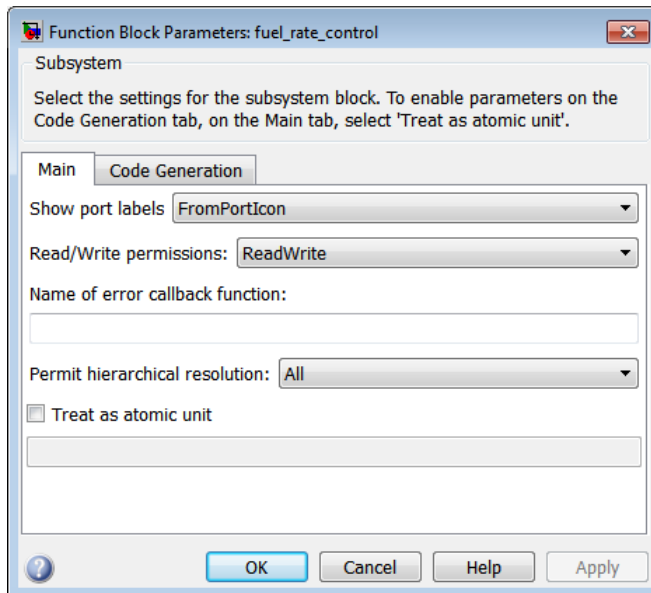 Function Block Parameters: fuel_rate_control
Subsystem
Select the settings for the subsystem block. To enable parameters on the
Code Generation tab, on the Main tab, select 'Treat as atomic unit'.
Main Code Generation
Show port labels FromPortIcon
Read/Write permissions: ReadWrite
Name of error callback function:
Permit hierarchical resolution: All
Treat as atomic unit
? OK Cancel Help Apply